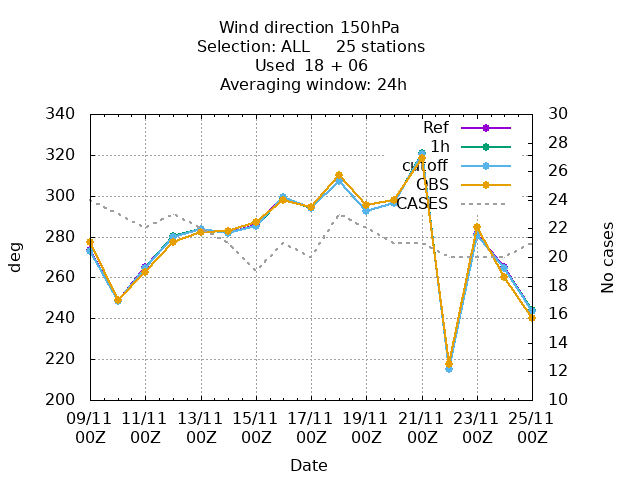 Wind direction 150hPa
Selection: ALL 25 stations
Used 18 + 06
Averaging window: 24h
340 30
Ref 28
1h
320 26
cutoff
OBS
300 24
CASES
22
280 20
260 18
16
240 14
220 12
200 10
deg
No cases
09/11 11/11 13/11 15/11 17/11 19/11 21/11 23/11 25/11
00Z 00Z 00Z 00Z 00Z 00Z 00Z 00Z 00Z
Date